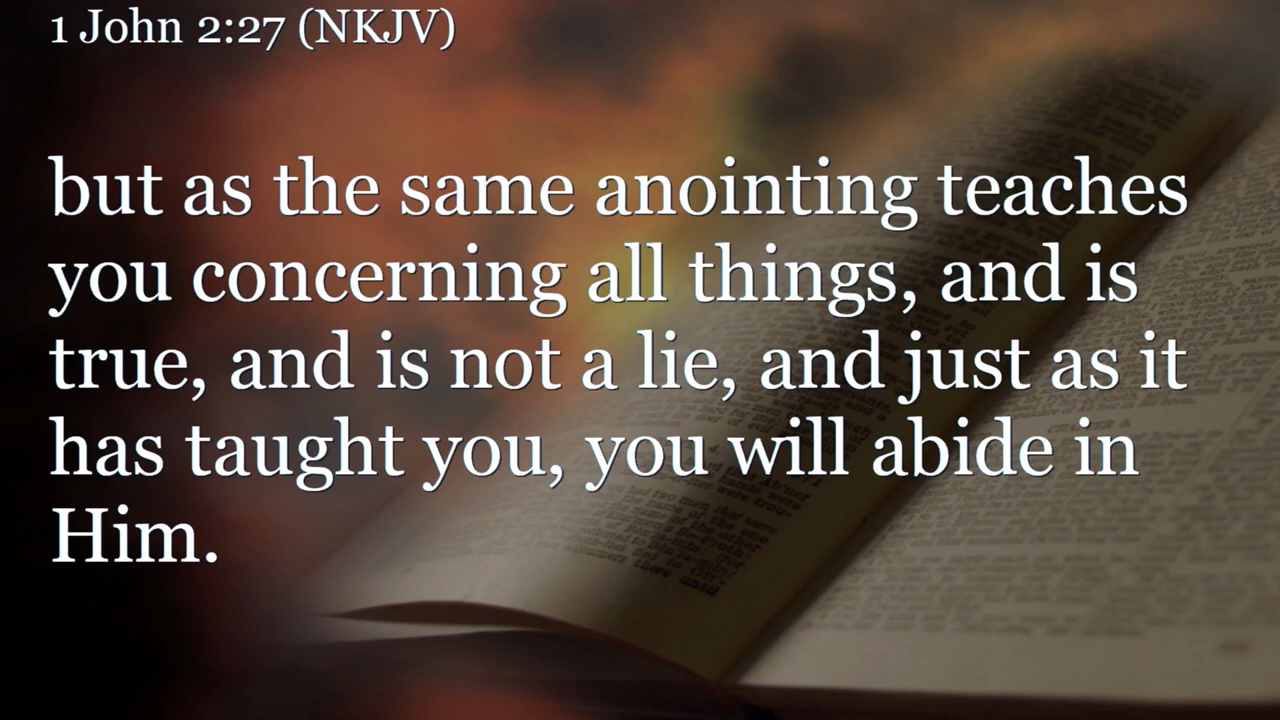 1 John 2:27 (NKJV)
but as the same anointing teaches
you concerning all things, and is
true, and is not a lie, and just as it
has taught you, you will abide in
Him.